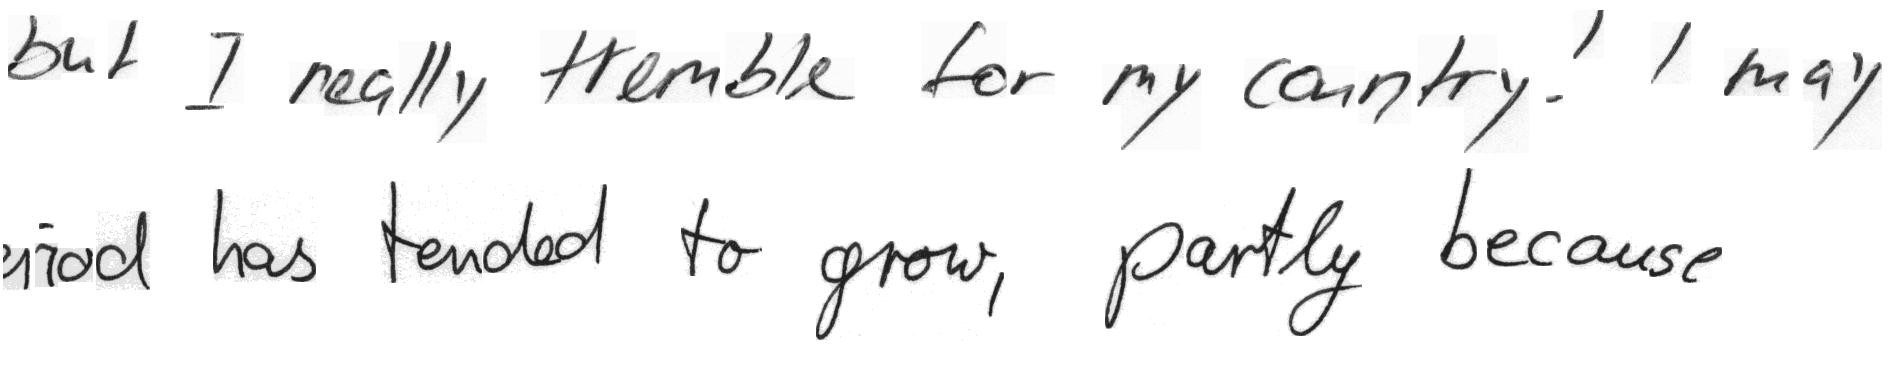 but I really tremble for my country.' I may
eriod has tended to grow, partly because